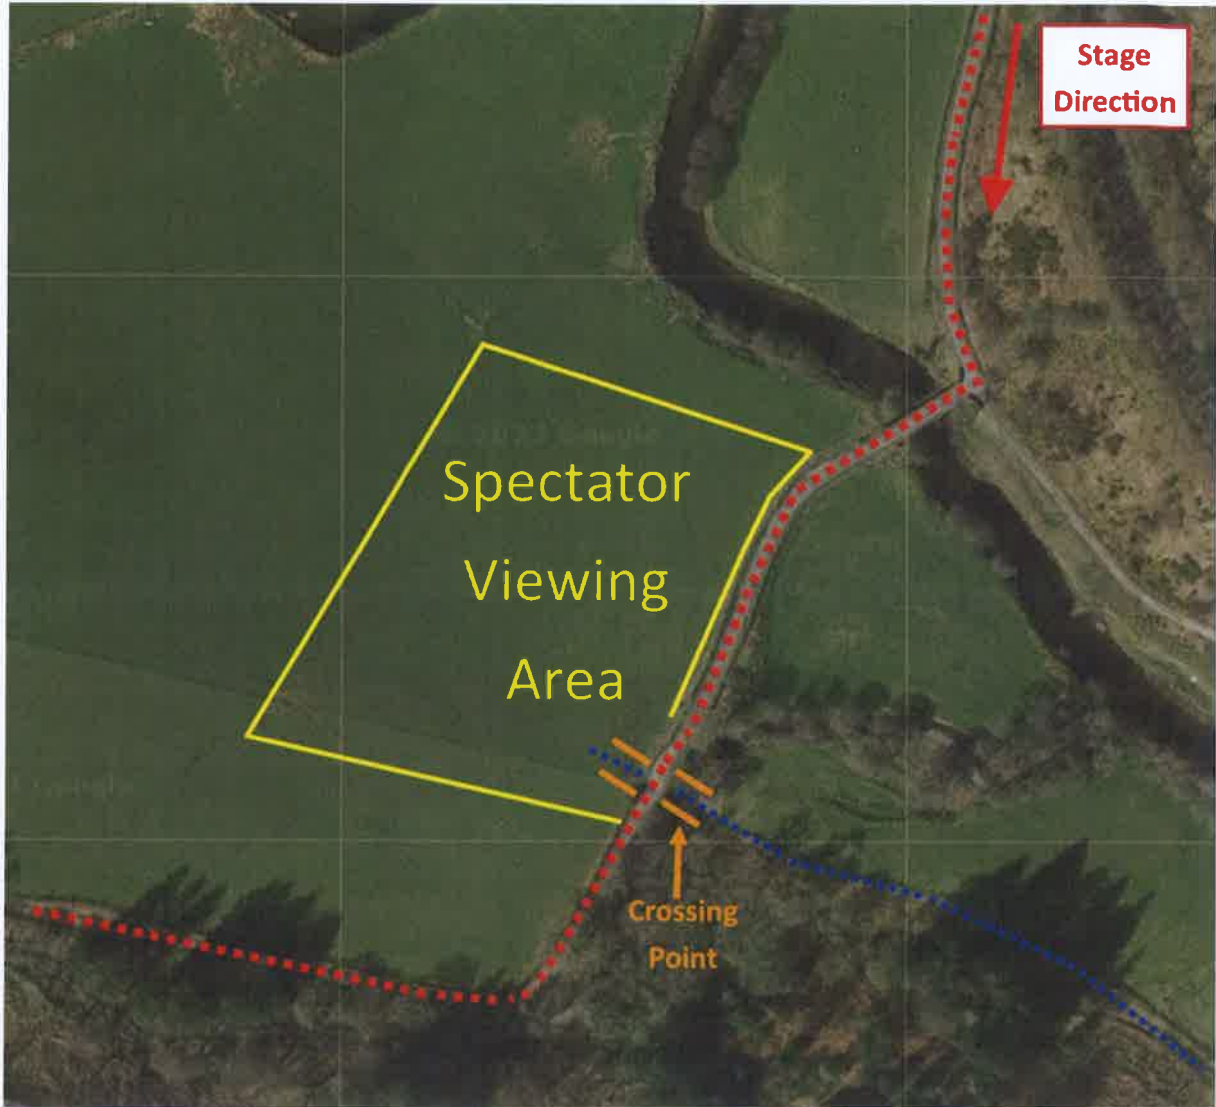 Stage
Direction
Spectator
Viewing
Area
Crossing
Point